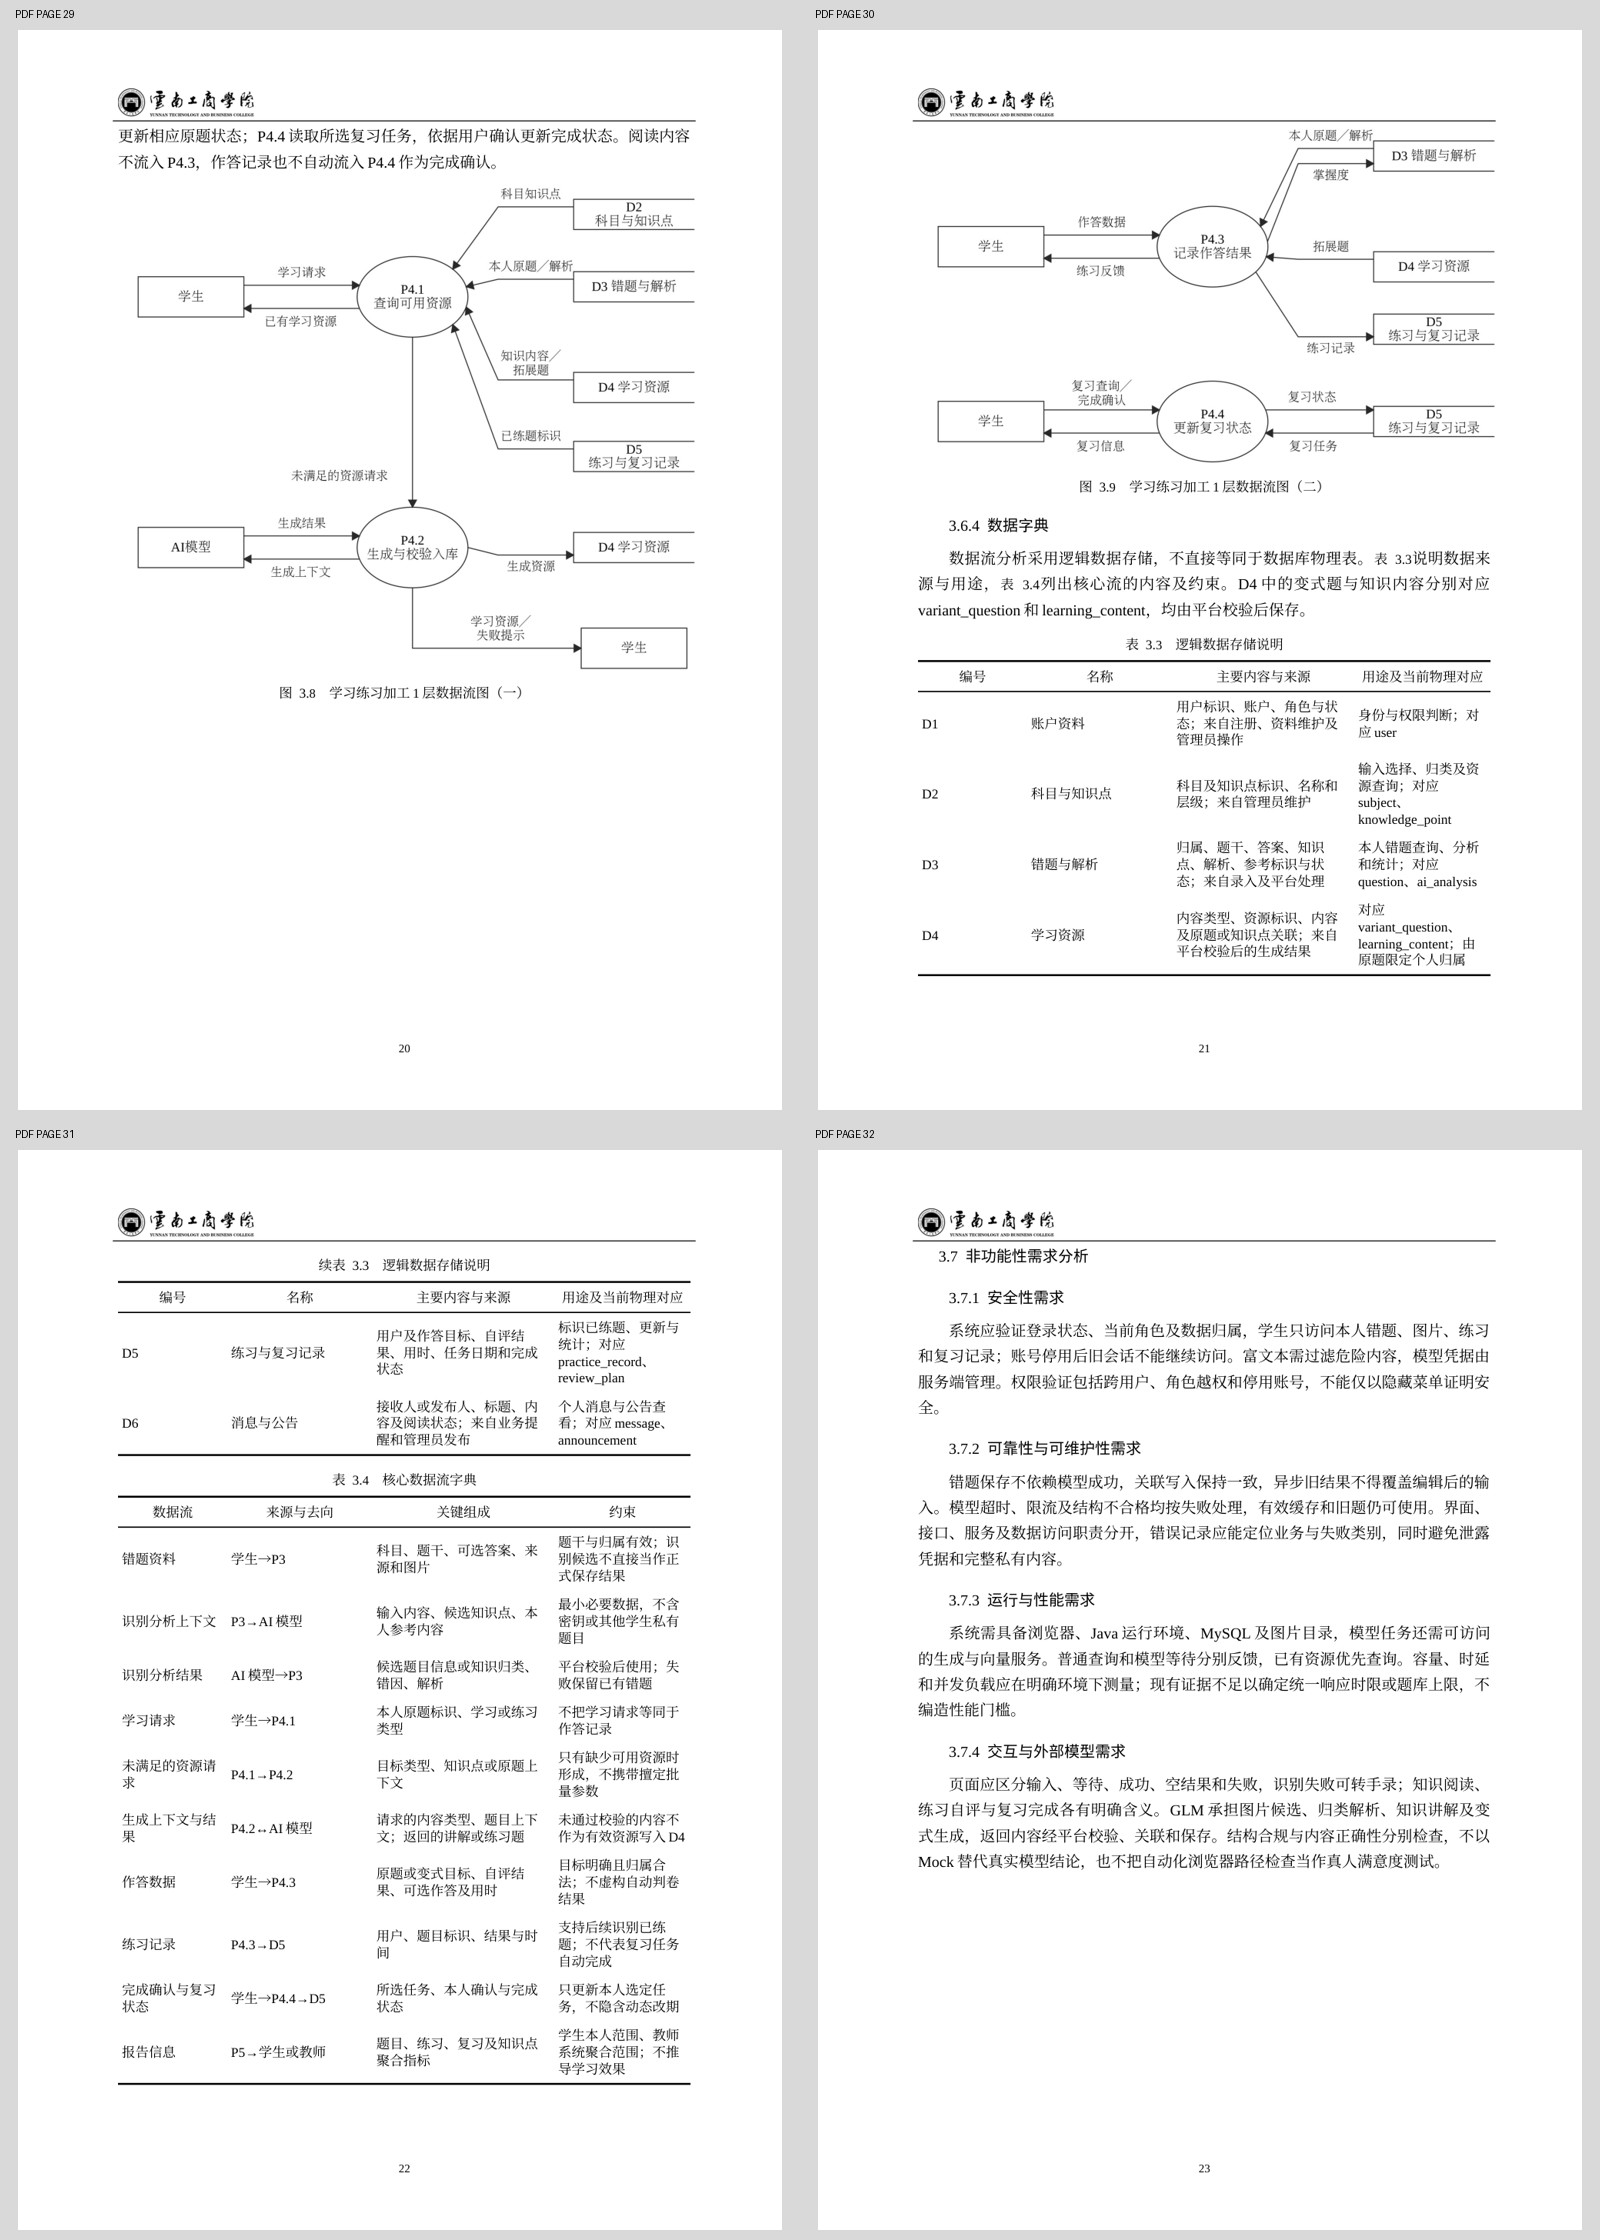 PDF PAGE 29
雲南工商學院
YUNNAN TECHNOLOGY AND BUSINESS COLLEGE
更新相应原题状态；P4.4 读取所选复习任务，依据用户确认更新完成状态。阅读内容
不流入 P4.3，作答记录也不自动流入 P4.4 作为完成确认。
科目知识点
D2
科目与知识点
学习请求
本人原题／解析
学生
P4.1
查询可用资源
D3 错题与解析
已有学习资源
知识内容／
拓展题
D4 学习资源
已练题标识
D5
练习与复习记录
未满足的资源请求
生成结果
AI模型
P4.2
生成与校验入库
D4 学习资源
生成上下文
生成资源
学习资源／
失败提示
学生
图 3.8 学习练习加工 1 层数据流图（一）
20
PDF PAGE 30
雲南工商學院
YUNNAN TECHNOLOGY AND BUSINESS COLLEGE
本人原题／解析
D3 错题与解析
掌握度
作答数据
学生
P4.3
记录作答结果
拓展题
练习反馈
D4 学习资源
D5
练习与复习记录
练习记录
复习查询／
完成确认
复习状态
学生
P4.4
更新复习状态
D5
练习与复习记录
复习信息
复习任务
图 3.9 学习练习加工 1 层数据流图（二）
3.6.4 数据字典
数据流分析采用逻辑数据存储，不直接等同于数据库物理表。表 3.3说明数据来
源与用途，表 3.4列出核心流的内容及约束。D4 中的变式题与知识内容分别对应
variant_question 和 learning_content，均由平台校验后保存。
表 3.3 逻辑数据存储说明
编号 名称 主要内容与来源 用途及当前物理对应
D1 账户资料
用户标识、账户、角色与状
态；来自注册、资料维护及
管理员操作
身份与权限判断；对
应 user
D2 科目与知识点
科目及知识点标识、名称和
层级；来自管理员维护
输入选择、归类及资
源查询；对应
subject、
knowledge_point
D3 错题与解析
归属、题干、答案、知识
点、解析、参考标识与状
态；来自录入及平台处理
本人错题查询、分析
和统计；对应
question、ai_analysis
D4 学习资源
内容类型、资源标识、内容
及原题或知识点关联；来自
平台校验后的生成结果
对应
variant_question、
learning_content；由
原题限定个人归属
21
PDF PAGE 31
雲南工商學院
YUNNAN TECHNOLOGY AND BUSINESS COLLEGE
续表 3.3 逻辑数据存储说明
编号 名称 主要内容与来源 用途及当前物理对应
D5 练习与复习记录
用户及作答目标、自评结
果、用时、任务日期和完成
状态
标识已练题、更新与
统计；对应
practice_record、
review_plan
D6 消息与公告
接收人或发布人、标题、内
容及阅读状态；来自业务提
醒和管理员发布
个人消息与公告查
看；对应 message、
announcement
表 3.4 核心数据流字典
数据流 来源与去向 关键组成 约束
错题资料 学生→P3
科目、题干、可选答案、来
源和图片
题干与归属有效；识
别候选不直接当作正
式保存结果
识别分析上下文 P3→AI 模型
输入内容、候选知识点、本
人参考内容
最小必要数据，不含
密钥或其他学生私有
题目
识别分析结果 AI 模型→P3
候选题目信息或知识归类、
错因、解析
平台校验后使用；失
败保留已有错题
学习请求 学生→P4.1
本人原题标识、学习或练习
类型
不把学习请求等同于
作答记录
未满足的资源请
求
P4.1→P4.2
目标类型、知识点或原题上
下文
只有缺少可用资源时
形成，不携带擅定批
量参数
生成上下文与结
果
P4.2↔AI 模型
请求的内容类型、题目上下
文；返回的讲解或练习题
未通过校验的内容不
作为有效资源写入 D4
作答数据 学生→P4.3
原题或变式目标、自评结
果、可选作答及用时
目标明确且归属合
法；不虚构自动判卷
结果
练习记录 P4.3→D5
用户、题目标识、结果与时
间
支持后续识别已练
题；不代表复习任务
自动完成
完成确认与复习
状态
学生→P4.4→D5
所选任务、本人确认与完成
状态
只更新本人选定任
务，不隐含动态改期
报告信息 P5→学生或教师
题目、练习、复习及知识点
聚合指标
学生本人范围、教师
系统聚合范围；不推
导学习效果
22
PDF PAGE 32
雲南工商學院
YUNNAN TECHNOLOGY AND BUSINESS COLLEGE
3.7 非功能性需求分析
3.7.1 安全性需求
系统应验证登录状态、当前角色及数据归属，学生只访问本人错题、图片、练习
和复习记录；账号停用后旧会话不能继续访问。富文本需过滤危险内容，模型凭据由
服务端管理。权限验证包括跨用户、角色越权和停用账号，不能仅以隐藏菜单证明安
全。
3.7.2 可靠性与可维护性需求
错题保存不依赖模型成功，关联写入保持一致，异步旧结果不得覆盖编辑后的输
入。模型超时、限流及结构不合格均按失败处理，有效缓存和旧题仍可使用。界面、
接口、服务及数据访问职责分开，错误记录应能定位业务与失败类别，同时避免泄露
凭据和完整私有内容。
3.7.3 运行与性能需求
系统需具备浏览器、Java 运行环境、MySQL 及图片目录，模型任务还需可访问
的生成与向量服务。普通查询和模型等待分别反馈，已有资源优先查询。容量、时延
和并发负载应在明确环境下测量；现有证据不足以确定统一响应时限或题库上限，不
编造性能门槛。
3.7.4 交互与外部模型需求
页面应区分输入、等待、成功、空结果和失败，识别失败可转手录；知识阅读、
练习自评与复习完成各有明确含义。GLM 承担图片候选、归类解析、知识讲解及变
式生成，返回内容经平台校验、关联和保存。结构合规与内容正确性分别检查，不以
Mock 替代真实模型结论，也不把自动化浏览器路径检查当作真人满意度测试。
23